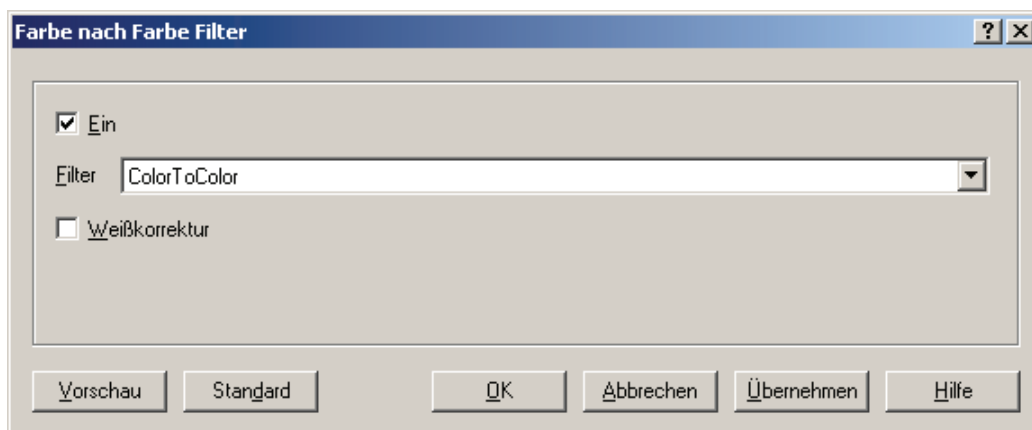 Farbe nach Farbe Filter
Ein
Filter ColorToColor
Weißkorrektur
Vorschau Standard OK Abbrechen Übernehmen Hilfe